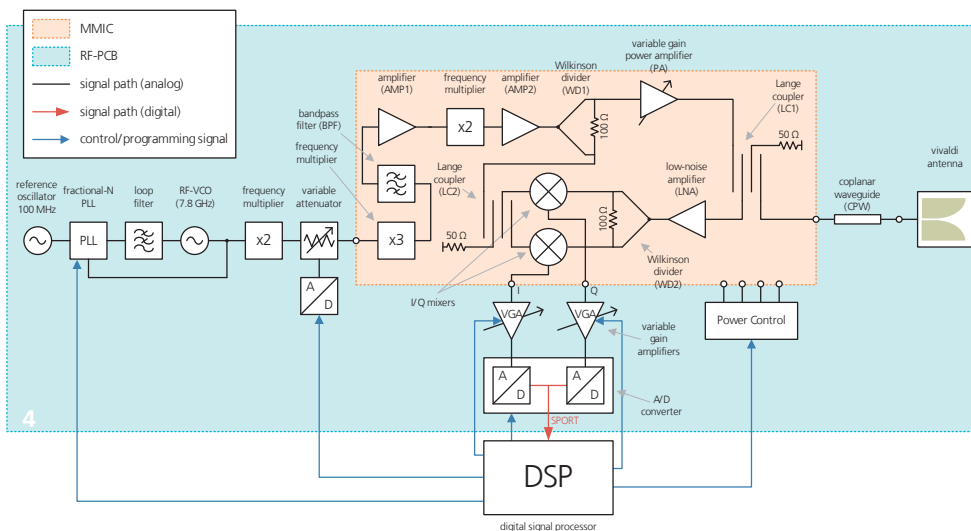 MMIC
RF-PCB
signal path (analog)
signal path (digital)
control/programming signal
reference
oscillator
100 MHz
fractional-N
PLL
loop
filter
RF-VCO
(7.8 GHz)
frequency
multiplier
variable
attenuator
PLL
x2
A
D
bandpass
filter (BPF)
frequency
multiplier
amplifier
(AMP1)
frequency
multiplier
amplifier
(AMP2)
Wilkinson
divider
(WD1)
variable gain
power amplifier
(PA)
Lange
coupler
(LC1)
x2
100 Ω
50 Ω
x3
Lange
coupler
(LC2)
50 Ω
low-noise
amplifier
(LNA)
100 Ω
Wilkinson
divider
(WD2)
I/Q mixers
I
Q
coplanar
waveguide
(CPW)
vivaldi
antenna
VGA
VGA
variable
gain
amplifiers
Power Control
A
D
A
D
A/D
converter
SPORT
4
DSP
digital signal processor